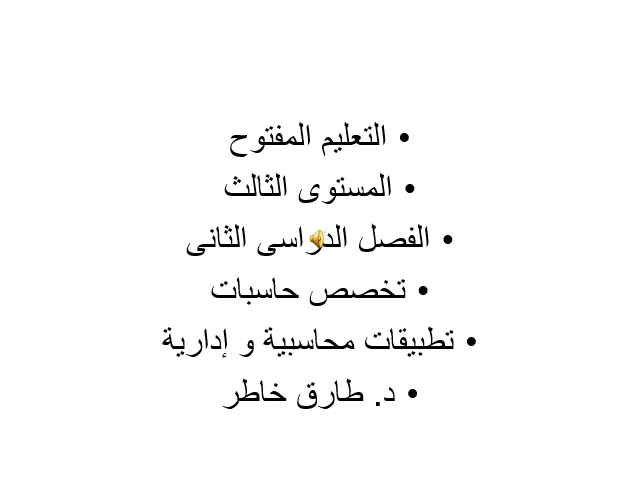 • التعليم المفتوح
• المستوى الثالث
• الفصل الدراسى الثانى
• تخصص حاسبات
• تطبيقات محاسبية و إدارية
• د. طارق خاطر